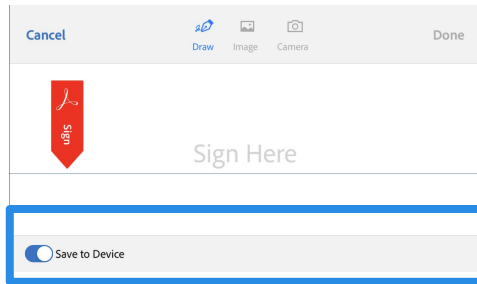 Cancel
Draw
Image
Camera
Done
Sign
Sign Here
Save to Device